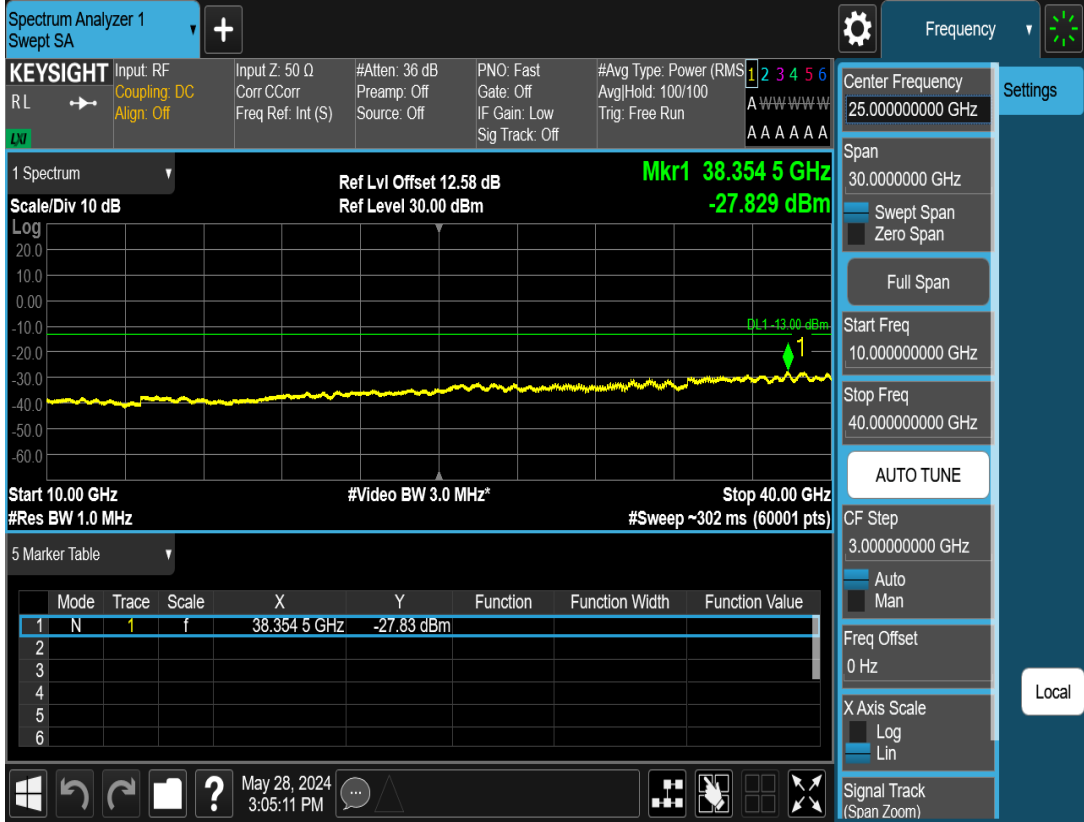 Spectrum Analyzer 1
Swept SA
+
Frequency
KEYSIGHT
R L
LXI
Input: RF
Coupling: DC
Align: Off
Input Z: 50 Ω
Corr CCorr
Freq Ref: Int (S)
#Atten: 36 dB
Preamp: Off
Source: Off
PNO: Fast
Gate: Off
IF Gain: Low
Sig Track: Off
#Avg Type: Power (RMS
Avg|Hold: 100/100
Trig: Free Run
1 2 3 4 5 6
A W W W W W
A A A A A A
1 Spectrum
Scale/Div 10 dB
Ref Lvl Offset 12.58 dB
Ref Level 30.00 dBm
Mkr1 38.354 5 GHz
-27.829 dBm
Log
20.0
10.0
0.00
-10.0
-20.0
-30.0
-40.0
-50.0
-60.0
DL1 -13.00 dBm
1
Start 10.00 GHz
#Video BW 3.0 MHz*
Stop 40.00 GHz
#Res BW 1.0 MHz
#Sweep ~302 ms (60001 pts)
5 Marker Table
Mode Trace Scale X Y Function Function Width Function Value
1 N 1 f 38.354 5 GHz -27.83 dBm
2
3
4
5
6
?
May 28, 2024
3:05:11 PM
Center Frequency
25.000000000 GHz
Span
30.0000000 GHz
Swept Span
Zero Span
Full Span
Start Freq
10.000000000 GHz
Stop Freq
40.000000000 GHz
AUTO TUNE
CF Step
3.000000000 GHz
Auto
Man
Freq Offset
0 Hz
X Axis Scale
Log
Lin
Signal Track
(Span Zoom)
Settings
Local